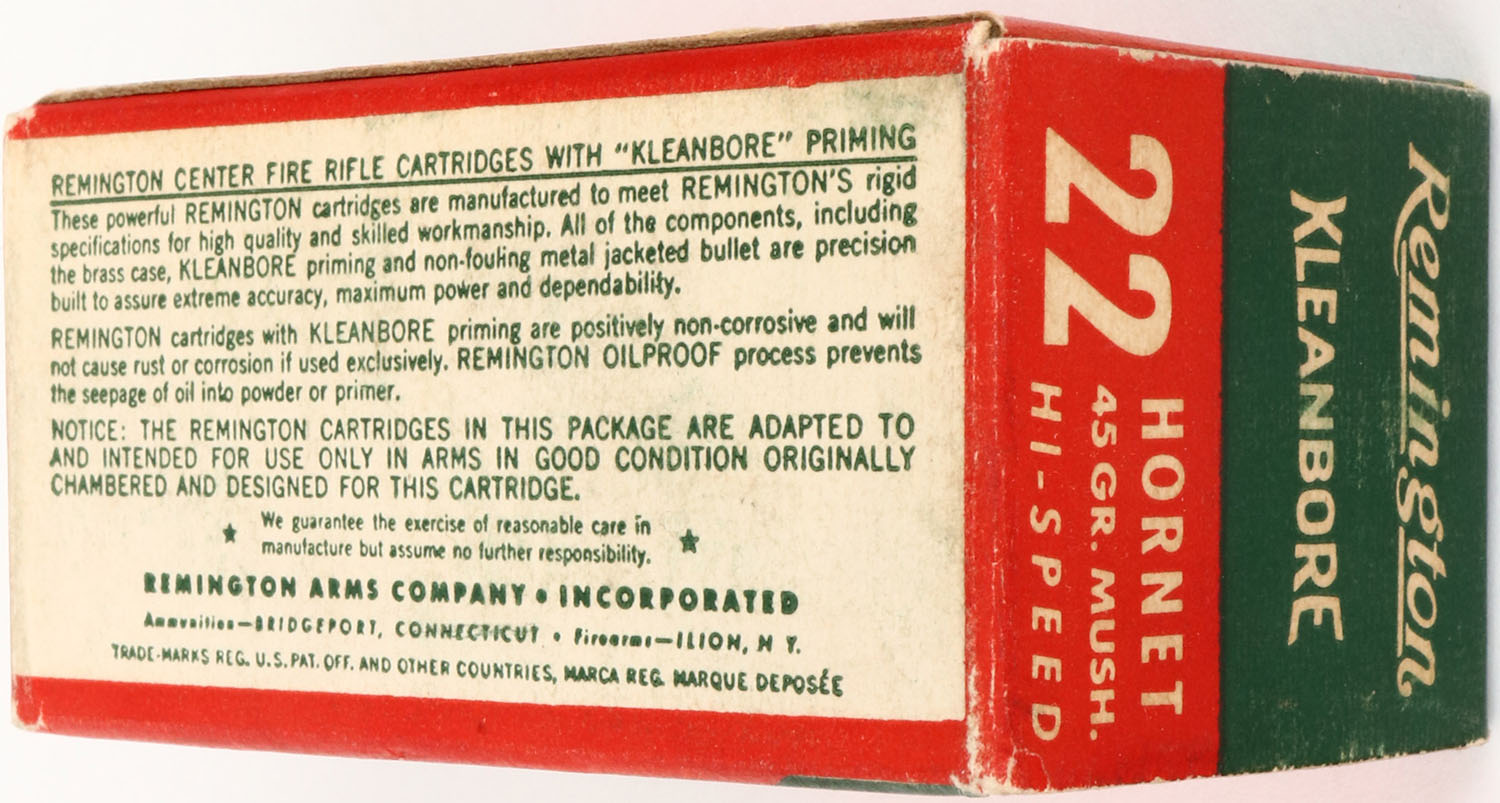 REMINGTON CENTER FIRE RIFLE CARTRIDGES WITH "KLEANBORE" PRIMING
These powerful REMINGTON cartridges are manufactured to meet REMINGTON'S rigid
specifications for high quality and skilled workmanship. All of the components, including
the brass case, KLEANBORE priming and non-fouling metal jacketed bullet are precision
built to assure extreme accuracy, maximum power and dependability.
REMINGTON cartridges with KLEANBORE priming are positively non-corrosive and will
not cause rust or corrosion if used exclusively. REMINGTON OILPROOF process prevents
the seepage of oil into powder or primer.
NOTICE: THE REMINGTON CARTRIDGES IN THIS PACKAGE ARE ADAPTED TO
AND INTENDED FOR USE ONLY IN ARMS IN GOOD CONDITION ORIGINALLY
CHAMBERED AND DESIGNED FOR THIS CARTRIDGE.
We guarantee the exercise of reasonable care in
manufacture but assume no further responsibility.
REMINGTON ARMS COMPANY • INCORPORATED
Ammunition—BRIDGEPORT, CONNECTICUT • Firearms—ILION, N Y.
TRADE-MARKS REG. U.S. PAT. OFF. AND OTHER COUNTRIES, MARCA REG. MARQUE DEPOSÉE
Remington
KLEANBORE
22 HORNET
45 GR. MUSH.
HI-SPEED